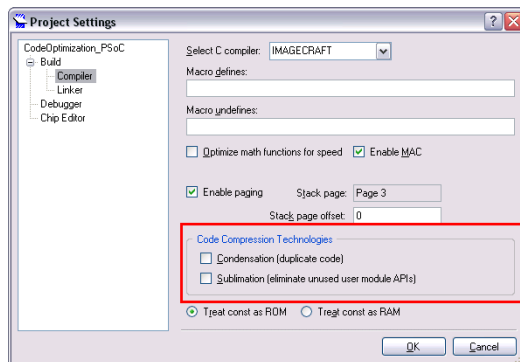 Project Settings
CodeOptimization_PSoC
Build
Compiler
Linker
Debugger
Chip Editor
Select C compiler: IMAGECRAFT
Macro defines:
Macro undefines:
Optimize math functions for speed Enable MAC
Enable paging Stack page: Page 3
Stack page offset: 0
Code Compression Technologies
Condensation (duplicate code)
Sublimation (eliminate unused user module APIs)
Treat const as ROM Treat const as RAM
OK Cancel